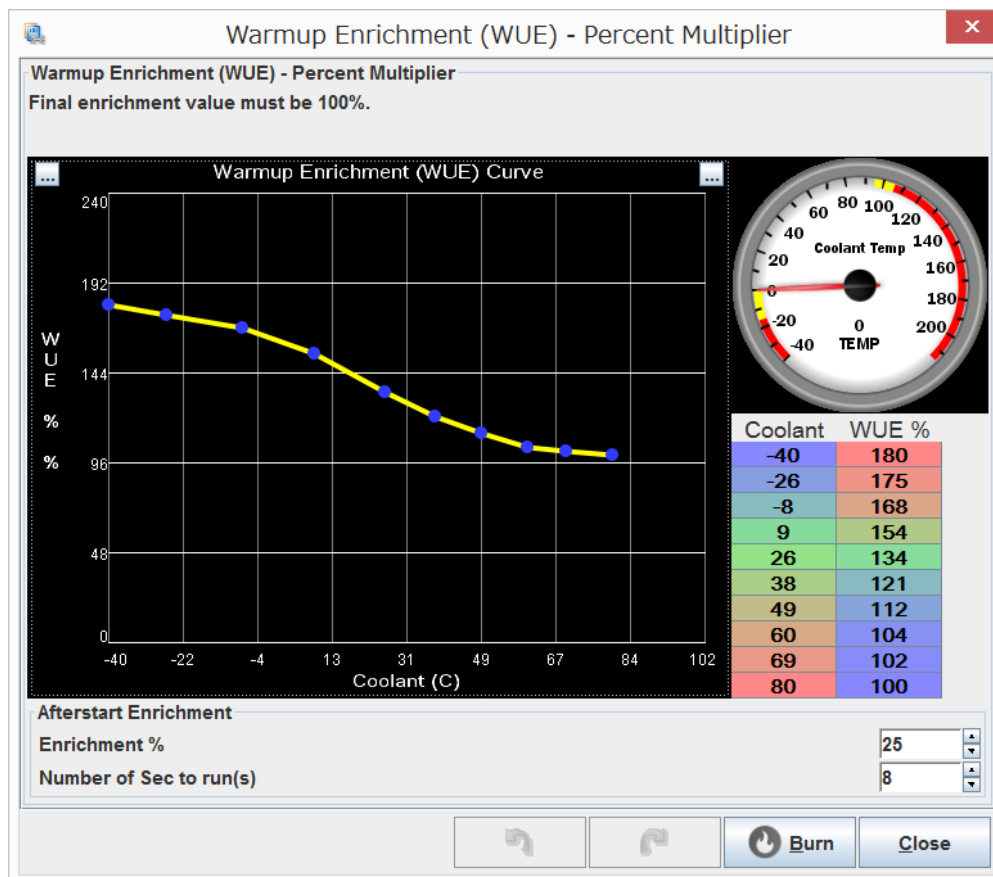 Warmup Enrichment (WUE) - Percent Multiplier
×
Warmup Enrichment (WUE) - Percent Multiplier
Final enrichment value must be 100%.
... Warmup Enrichment (WUE) Curve ...
240
192
144
96
48
0
W
U
E
%
%
-40 -22 -4 13 31 49 67 84 102
Coolant (C)
-40 -20 0 20 40 60 80 100 120 140 160 180 200
Coolant Temp
0
TEMP
Coolant WUE %
-40 180
-26 175
-8 168
9 154
26 134
38 121
49 112
60 104
69 102
80 100
Afterstart Enrichment
Enrichment % 25
Number of Sec to run(s) 8
Burn Close